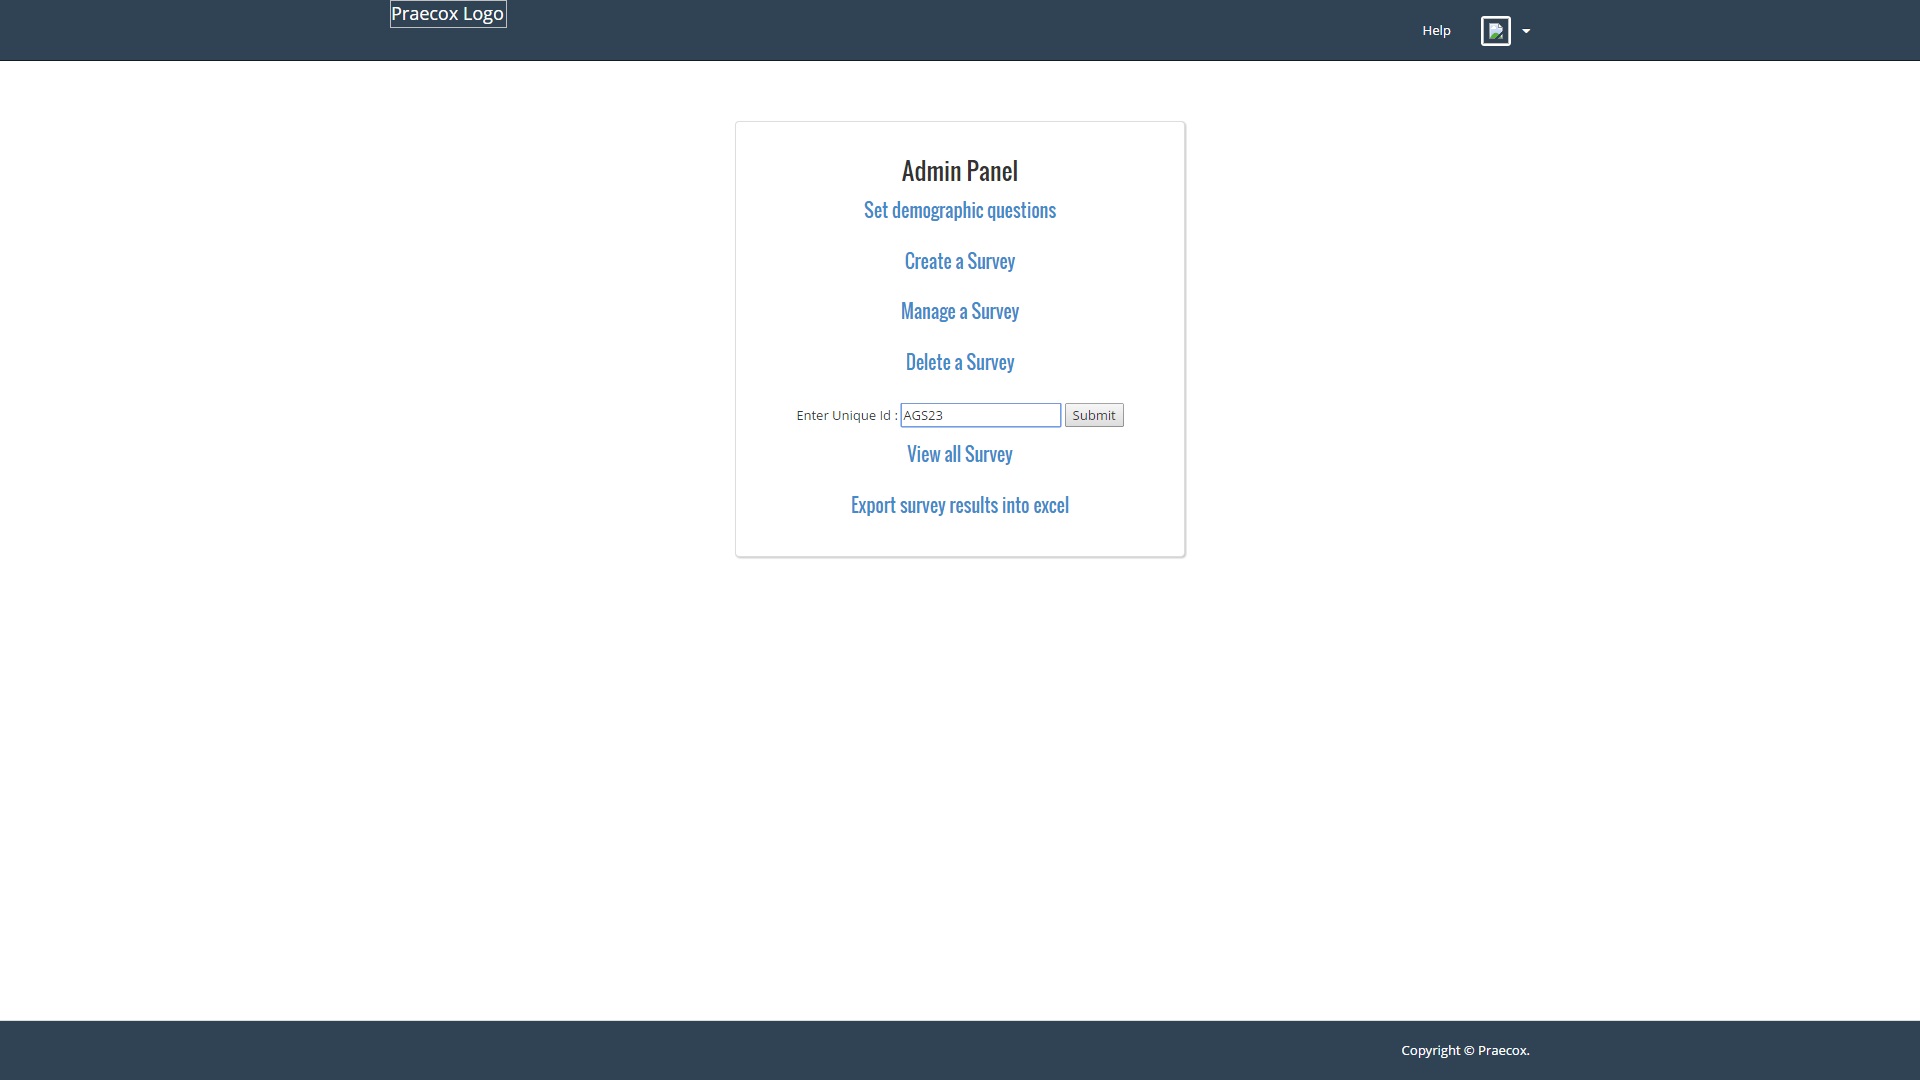 Praecox Logo
Help
Admin Panel
Set demographic questions
Create a Survey
Manage a Survey
Delete a Survey
Enter Unique Id : AGS23 Submit
View all Survey
Export survey results into excel
Copyright © Praecox.